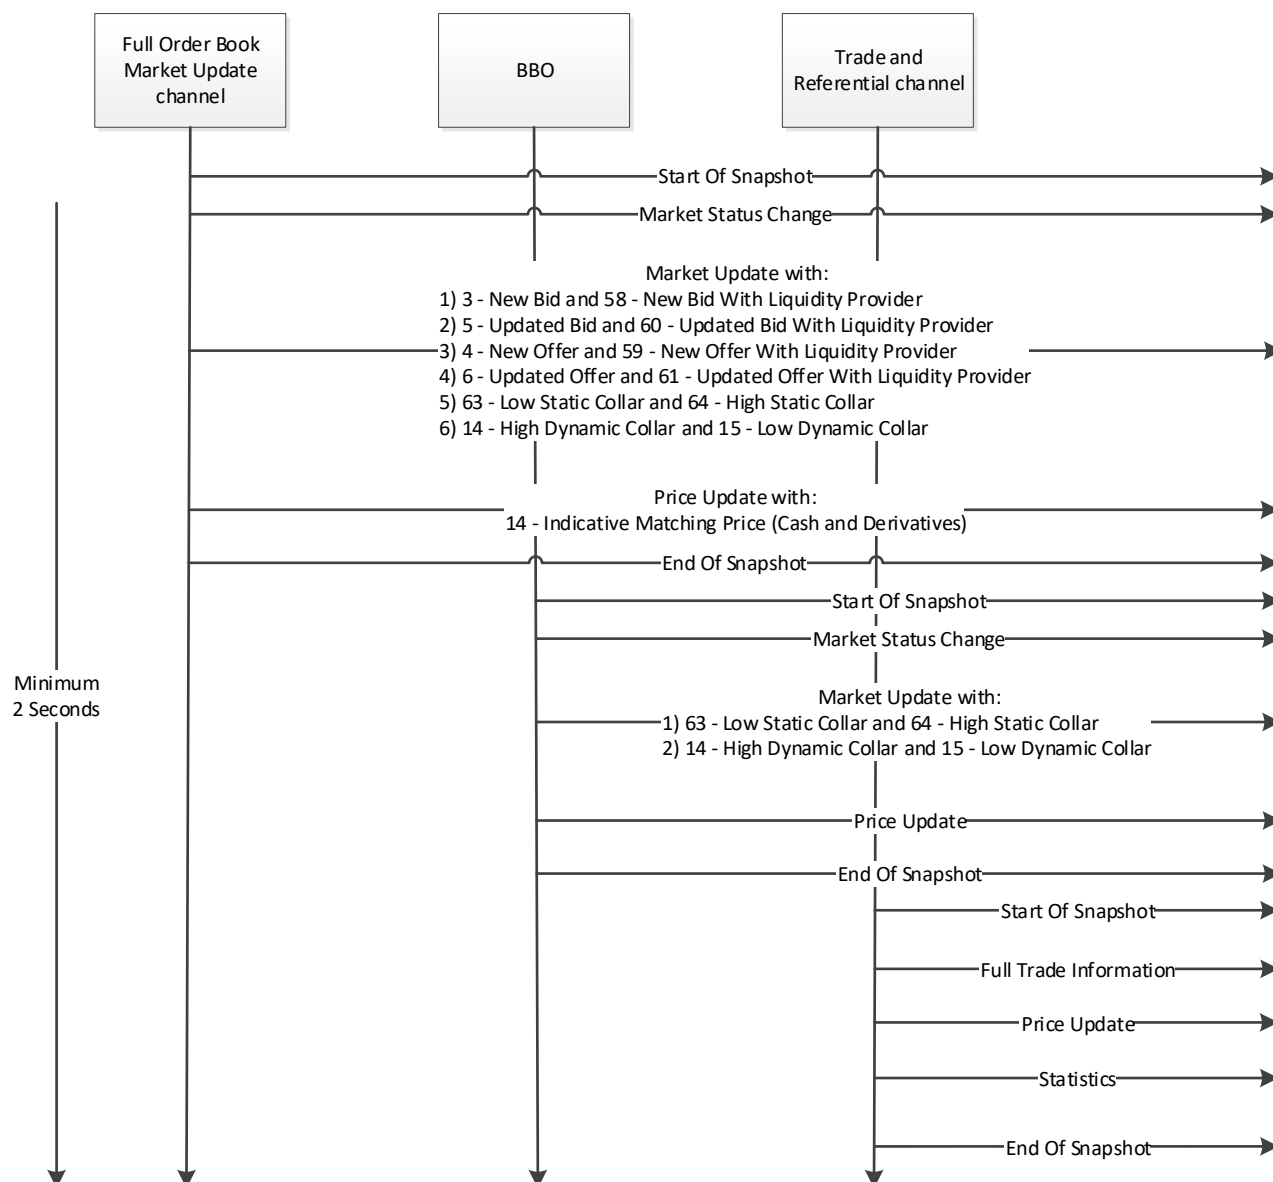 Full Order Book
Market Update
channel
BBO
Trade and
Referential channel
Start Of Snapshot
Market Status Change
Market Update with:
1) 3 - New Bid and 58 - New Bid With Liquidity Provider
2) 5 - Updated Bid and 60 - Updated Bid With Liquidity Provider
3) 4 - New Offer and 59 - New Offer With Liquidity Provider
4) 6 - Updated Offer and 61 - Updated Offer With Liquidity Provider
5) 63 - Low Static Collar and 64 - High Static Collar
6) 14 - High Dynamic Collar and 15 - Low Dynamic Collar
Price Update with:
14 - Indicative Matching Price (Cash and Derivatives)
End Of Snapshot
Start Of Snapshot
Market Status Change
Minimum
2 Seconds
Market Update with:
1) 63 - Low Static Collar and 64 - High Static Collar
2) 14 - High Dynamic Collar and 15 - Low Dynamic Collar
Price Update
End Of Snapshot
Start Of Snapshot
Full Trade Information
Price Update
Statistics
End Of Snapshot